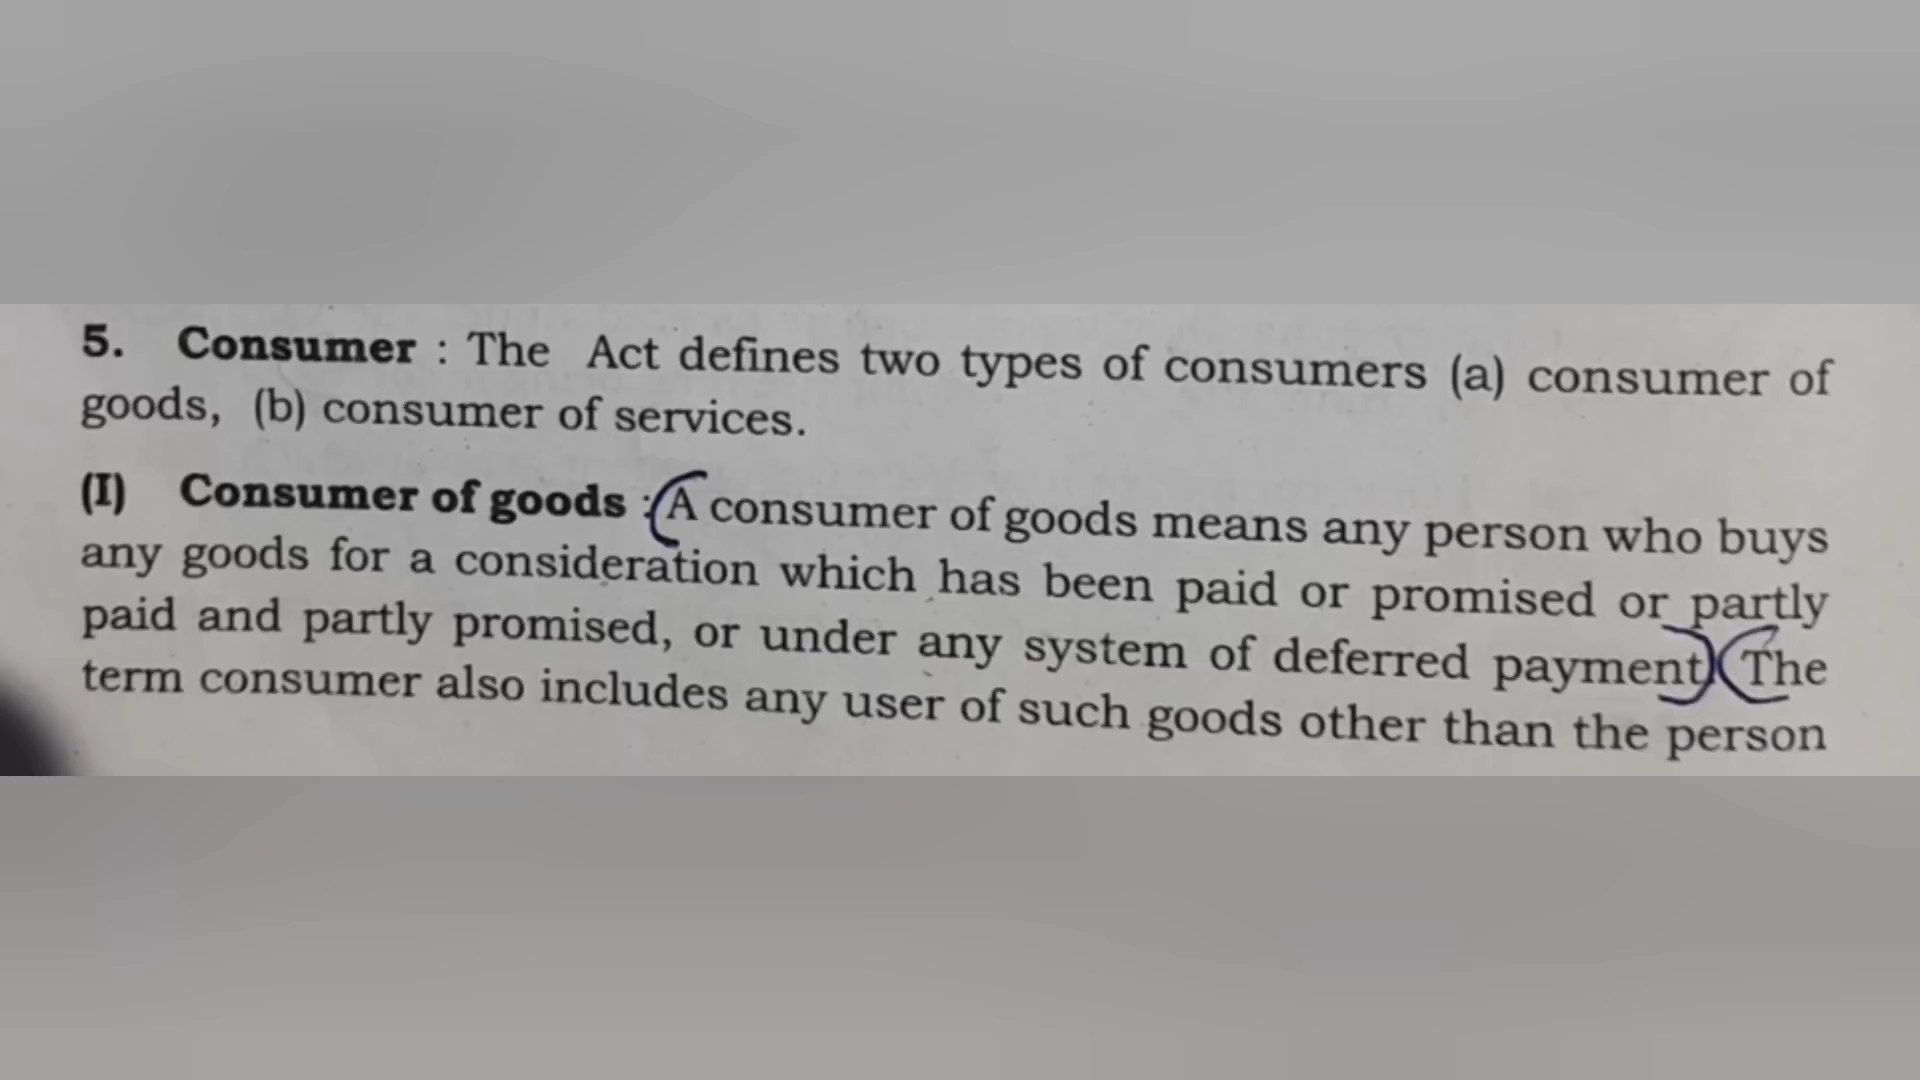 5. Consumer : The Act defines two types of consumers (a) consumer of
goods, (b) consumer of services.
(I) Consumer of goods : (A consumer of goods means any person who buys
any goods for a consideration which has been paid or promised or partly
paid and partly promised, or under any system of deferred payment) (The
term consumer also includes any user of such goods other than the person